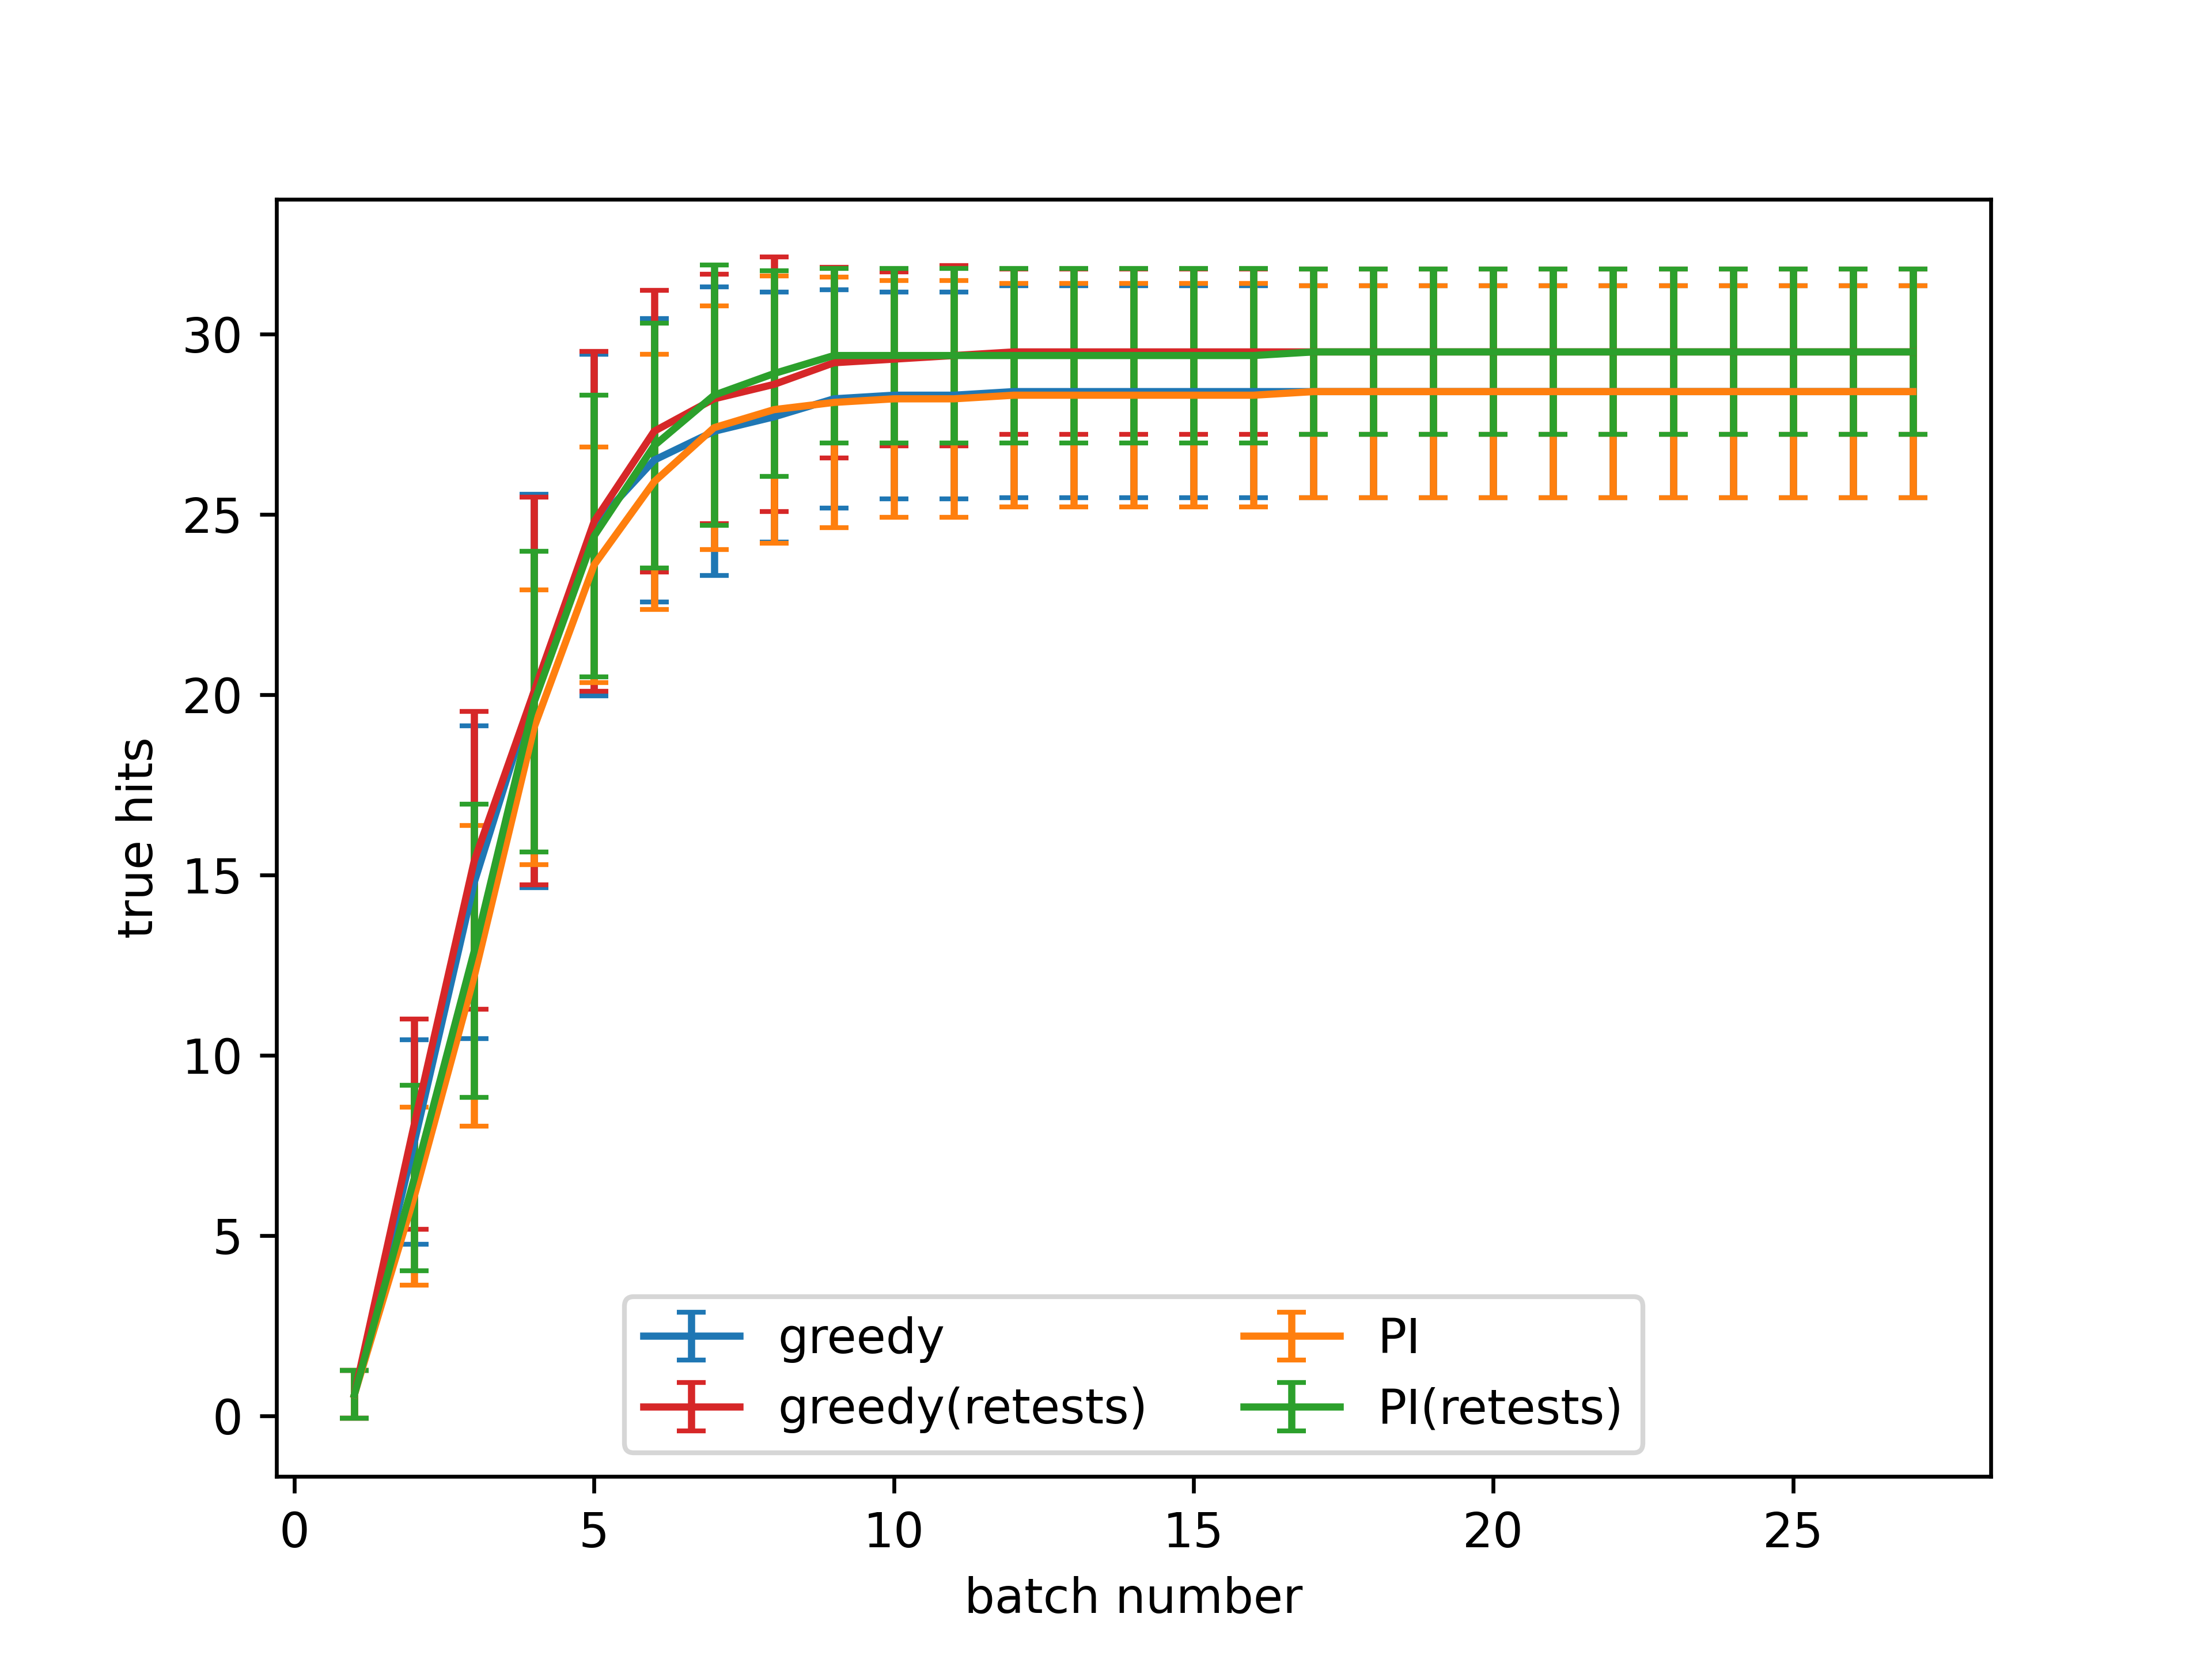 true hits
30
25
20
15
10
5
0
greedy
greedy(retests)
PI
PI(retests)
0 5 10 15 20 25
batch number